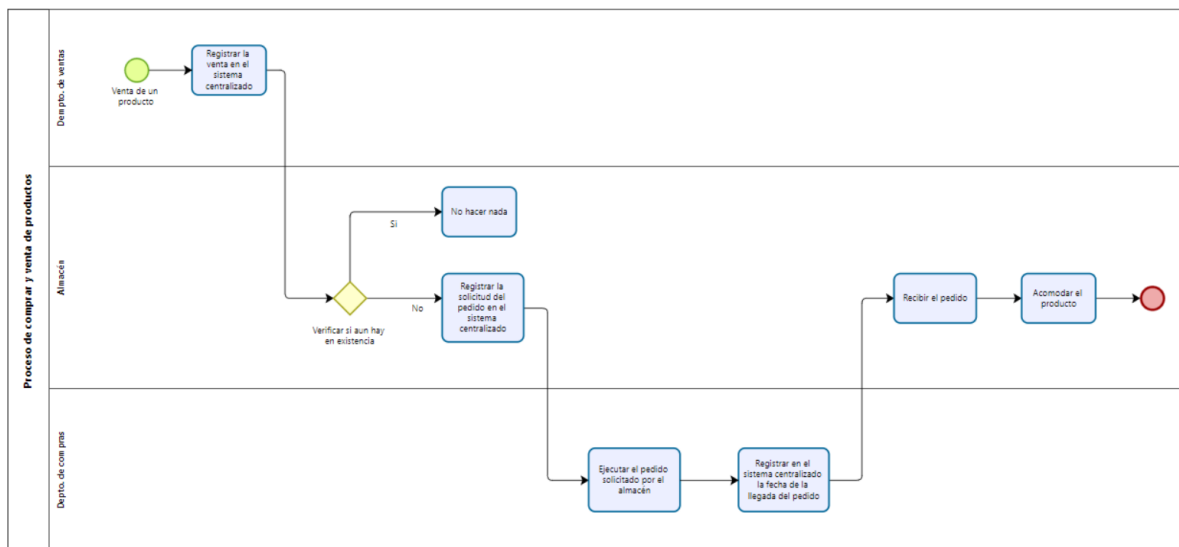 Proceso de comprar y venta de productos
Dempto. de ventas
Venta de un
producto
Registrar la
venta en el
sistema
centralizado
Almacén
Verificar si aun hay
en existencia
Si
No hacer nada
No
Registrar la
solicitud del
pedido en el
sistema
centralizado
Recibir el pedido
Acomodar el
producto
Depto. de compras
Ejecutar el pedido
solicitado por el
almacén
Registrar en el
sistema centralizado
la fecha de la
llegada del pedido